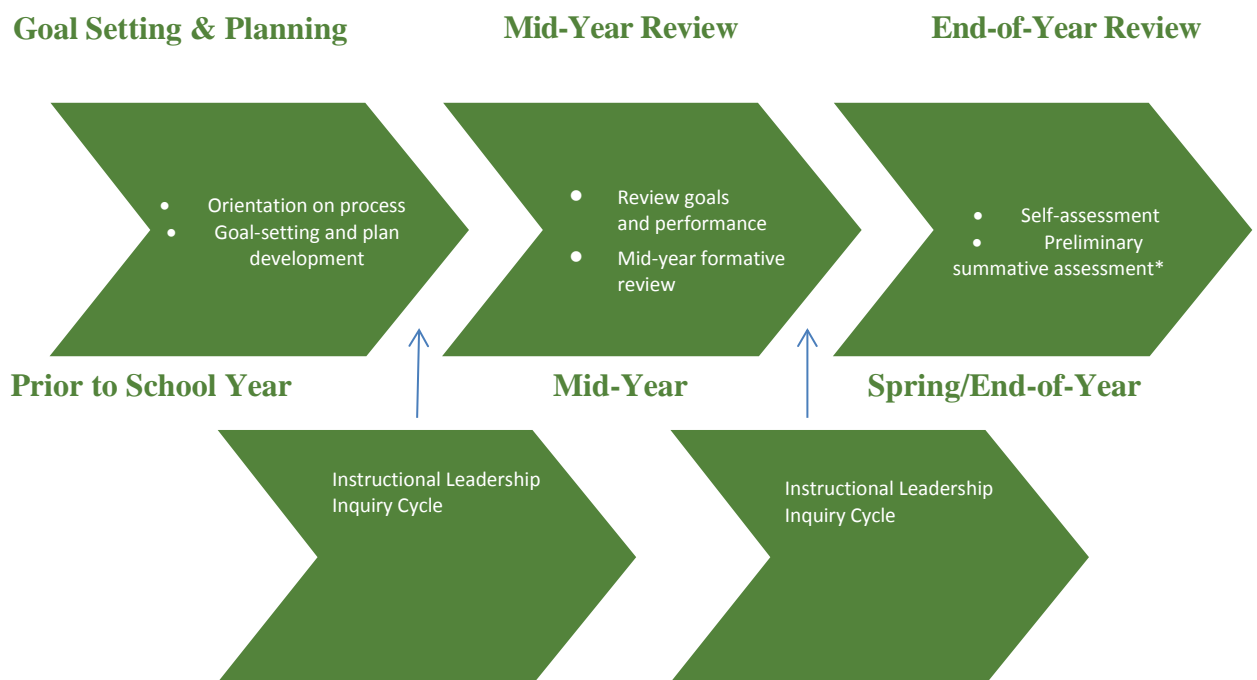 Goal Setting & Planning
Mid-Year Review
End-of-Year Review
• Orientation on process
• Goal-setting and plan
development
• Review goals
and performance
• Mid-year formative
review
• Self-assessment
• Preliminary
summative assessment*
Prior to School Year
Mid-Year
Spring/End-of-Year
Instructional Leadership
Inquiry Cycle
Instructional Leadership
Inquiry Cycle